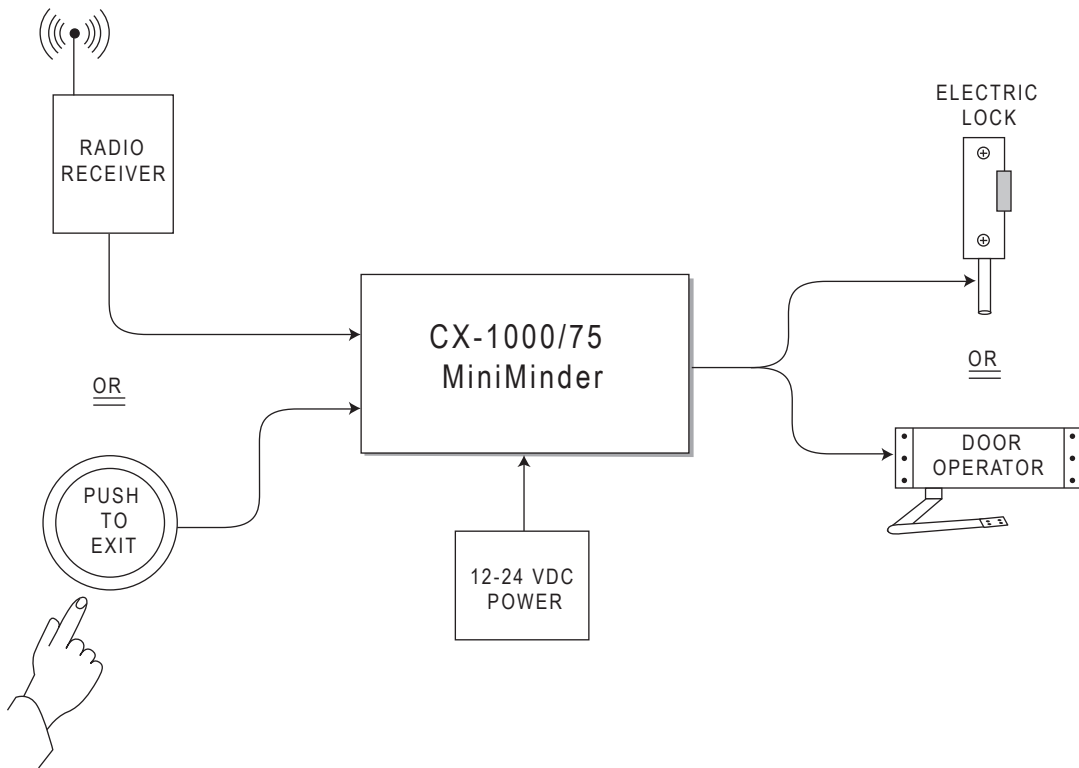 RADIO
RECEIVER
OR
PUSH
TO
EXIT
CX-1000/75
MiniMinder
12-24 VDC
POWER
ELECTRIC
LOCK
OR
DOOR
OPERATOR